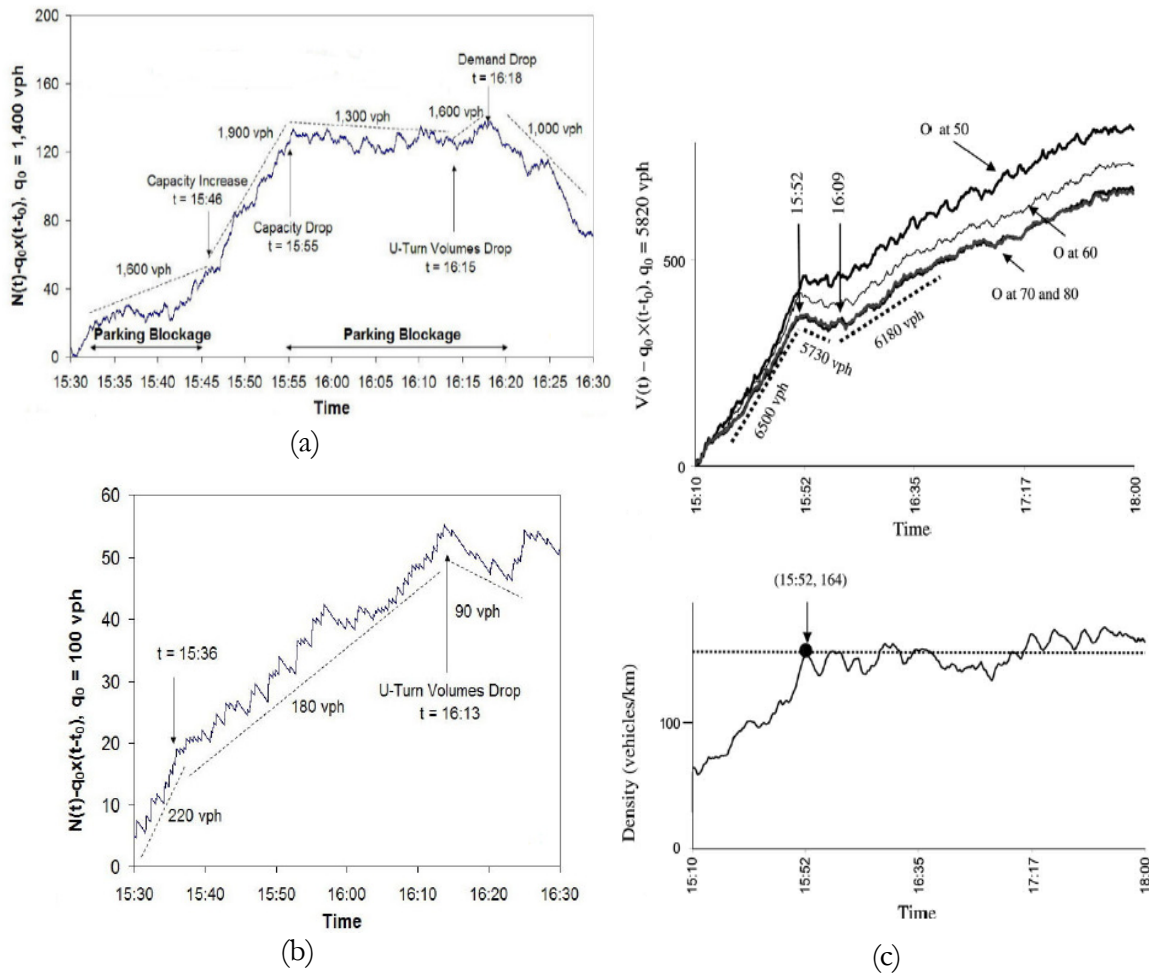 N(t)-q₀x(t-t₀), q₀ = 1,400 vph
200
160
120
80
40
0
Demand Drop
t = 16:18
1,300 vph
1,600 vph
1,900 vph
1,000 vph
Capacity Increase
t = 15:46
Capacity Drop
t = 15:55
U-Turn Volumes Drop
t = 16:15
1,600 vph
Parking Blockage
Parking Blockage
15:30 15:35 15:40 15:45 15:50 15:55 16:00 16:05 16:10 16:15 16:20 16:25 16:30
Time
(a)
N(t)-q₀x(t-t₀), q₀ = 100 vph
60
50
40
30
20
10
0
t = 15:36
90 vph
180 vph
U-Turn Volumes Drop
t = 16:13
220 vph
15:30 15:40 15:50 16:00 16:10 16:20 16:30
Time
(b)
V(t) – q₀ × (t-t₀), q₀ = 5820 vph
500
0
O at 50
15:52
16:09
O at 60
O at 70 and 80
6180 vph
5730 vph
6500 vph
15:10 15:52 16:35 17:17 18:00
Time
(15:52, 164)
Density (vehicles/km)
100
0
15:10 15:52 16:35 17:17 18:00
Time
(c)